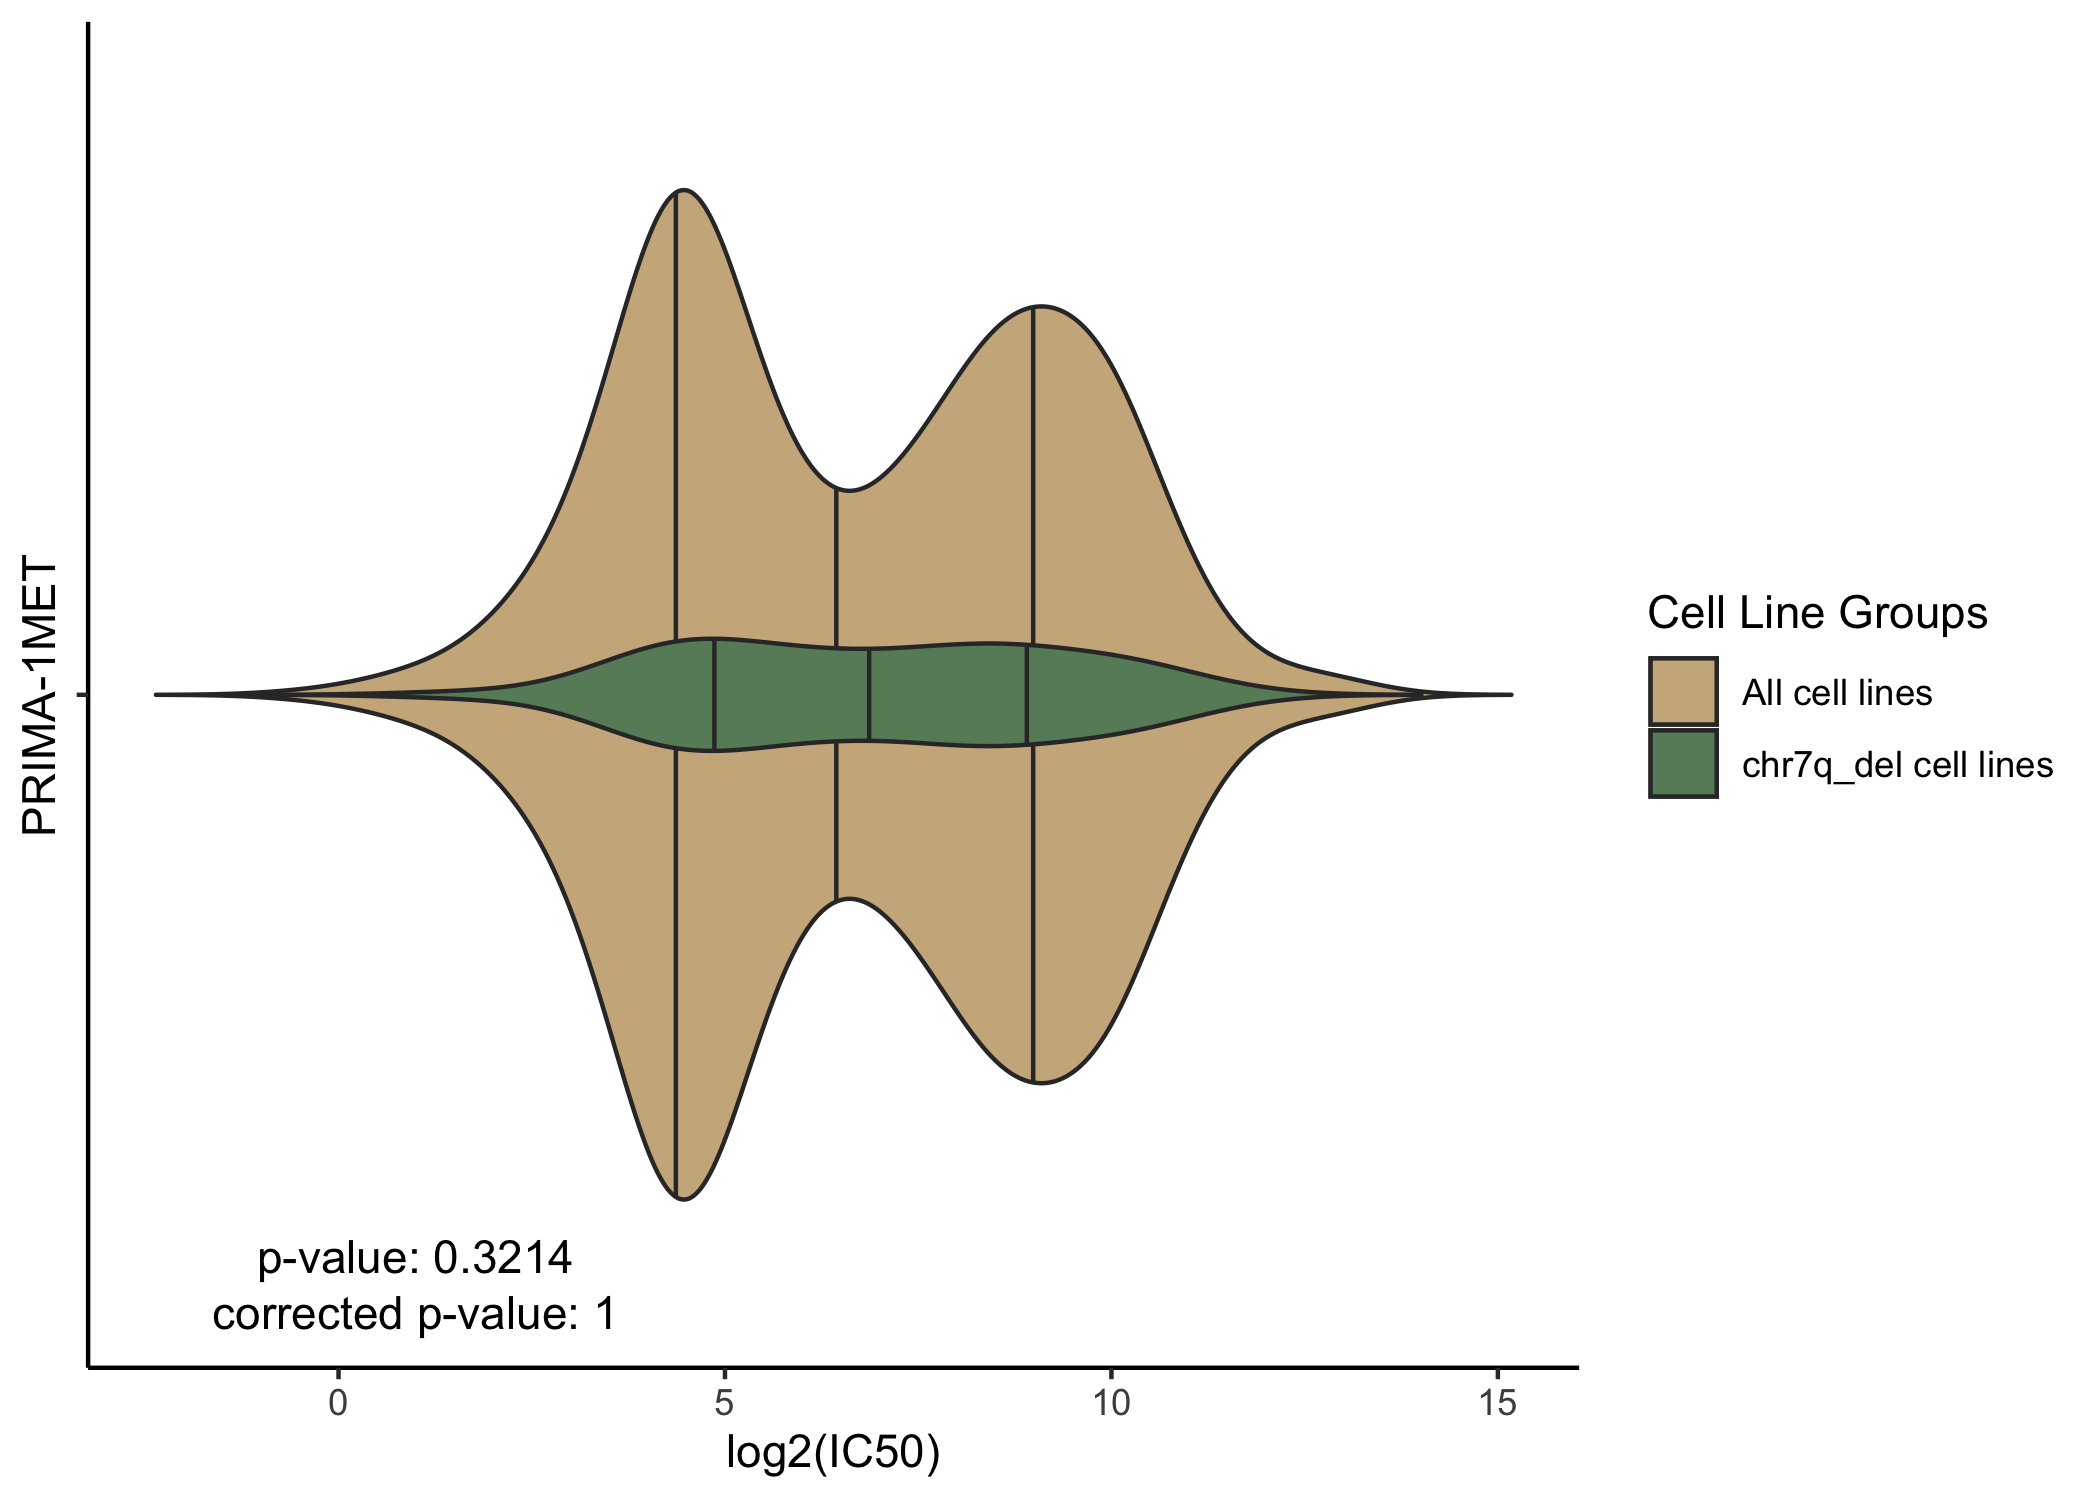 PRIMA-1MET
p-value: 0.3214
corrected p-value: 1
0 5 10 15
log2(IC50)
Cell Line Groups
All cell lines
chr7q_del cell lines